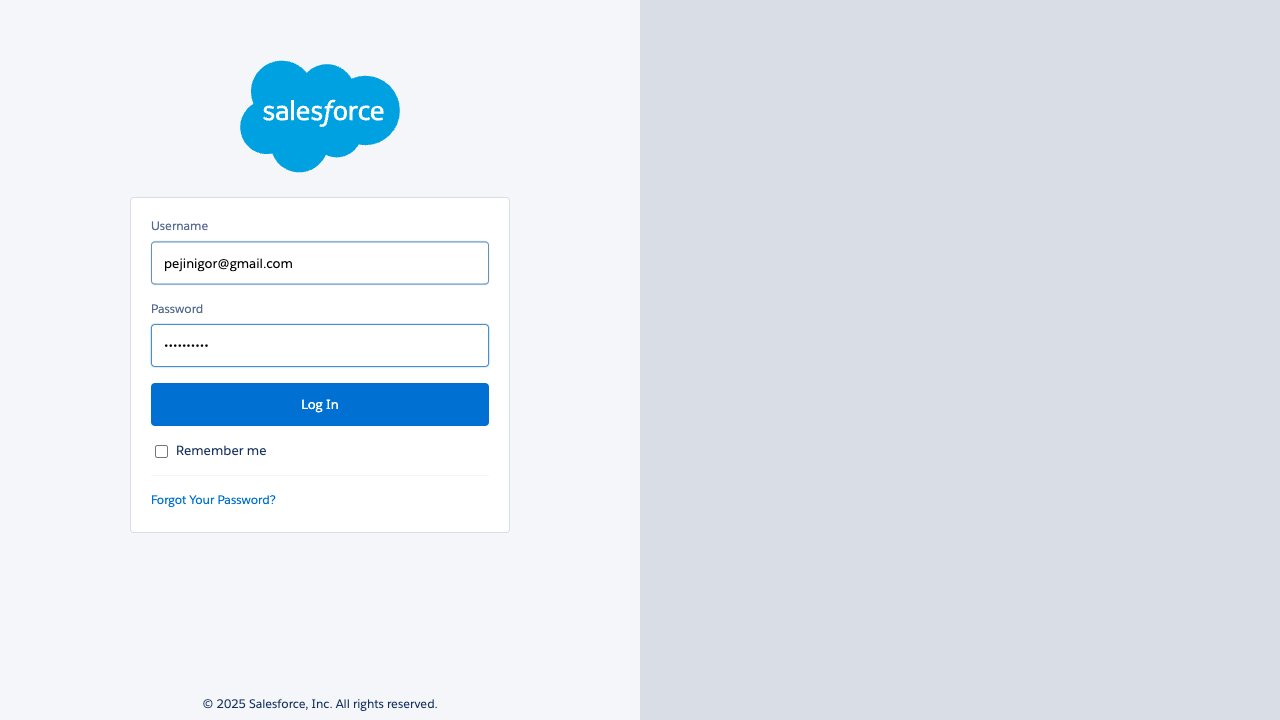 salesforce
Username
pejinigor@gmail.com
Password
••••••••••
Log In
Remember me
Forgot Your Password?
© 2025 Salesforce, Inc. All rights reserved.